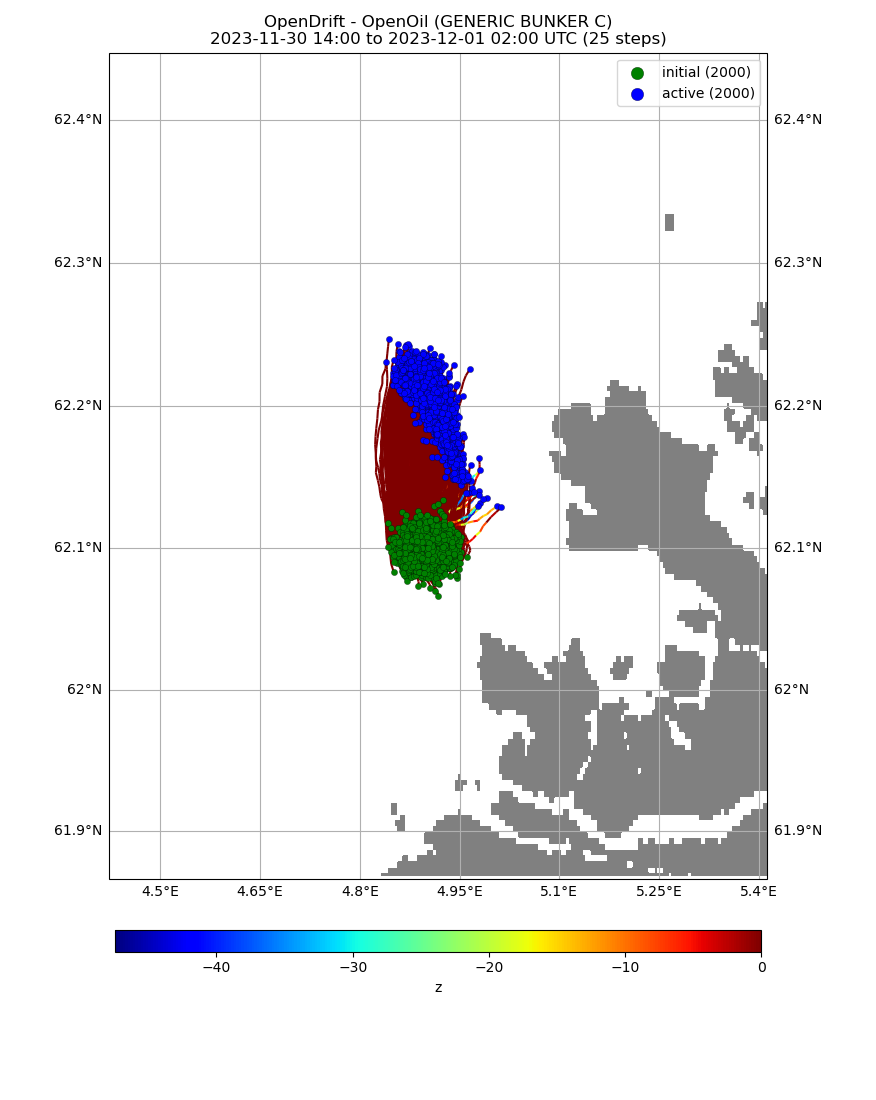 OpenDrift - OpenOil (GENERIC BUNKER C)
2023-11-30 14:00 to 2023-12-01 02:00 UTC (25 steps)
initial (2000)
active (2000)
62.4°N 62.4°N
62.3°N 62.3°N
62.2°N 62.2°N
62.1°N 62.1°N
62°N 62°N
61.9°N 61.9°N
4.5°E 4.65°E 4.8°E 4.95°E 5.1°E 5.25°E 5.4°E
−40 −30 −20 −10 0
z